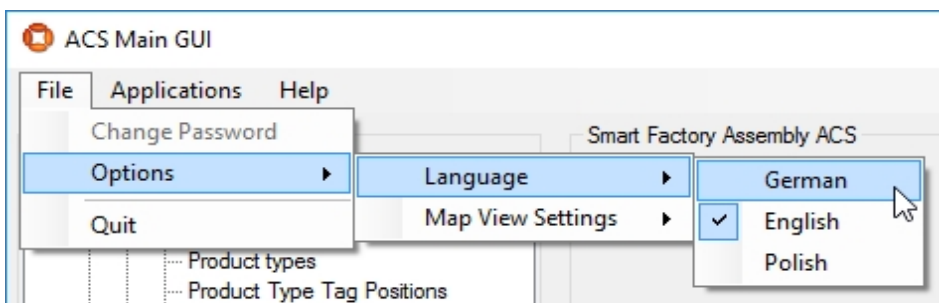 ACS Main GUI
File Applications Help
Change Password
Smart Factory Assembly ACS
Options Language German
Quit Map View Settings English
Product types Polish
Product Type Tag Positions